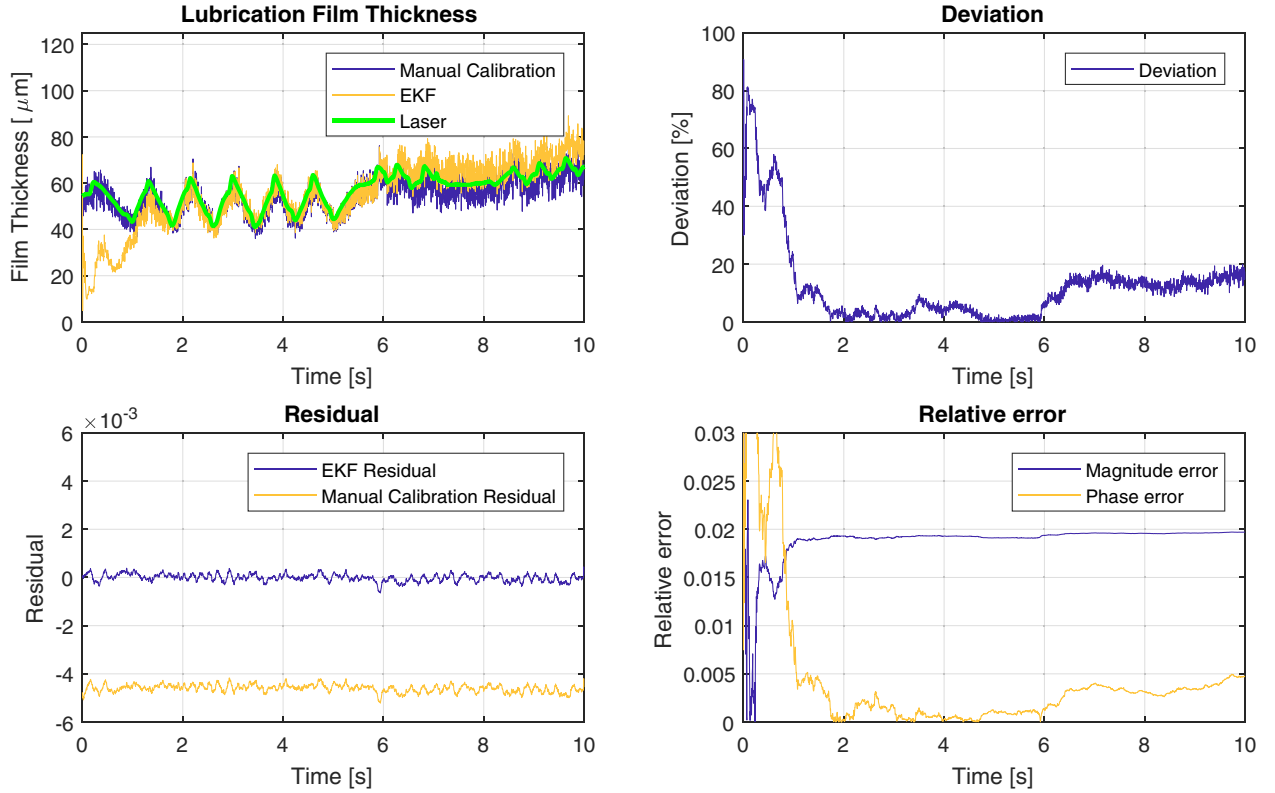 Lubrication Film Thickness
120
100
80
60
40
20
0
Film Thickness [ μm]
Manual Calibration
EKF
Laser
0 2 4 6 8 10
Time [s]
Deviation
100
80
60
40
20
0
Deviation [%]
Deviation
0 2 4 6 8 10
Time [s]
Residual
×10-3
6
4
2
0
-2
-4
-6
Residual
EKF Residual
Manual Calibration Residual
0 2 4 6 8 10
Time [s]
Relative error
0.03
0.025
0.02
0.015
0.01
0.005
0
Relative error
Magnitude error
Phase error
0 2 4 6 8 10
Time [s]